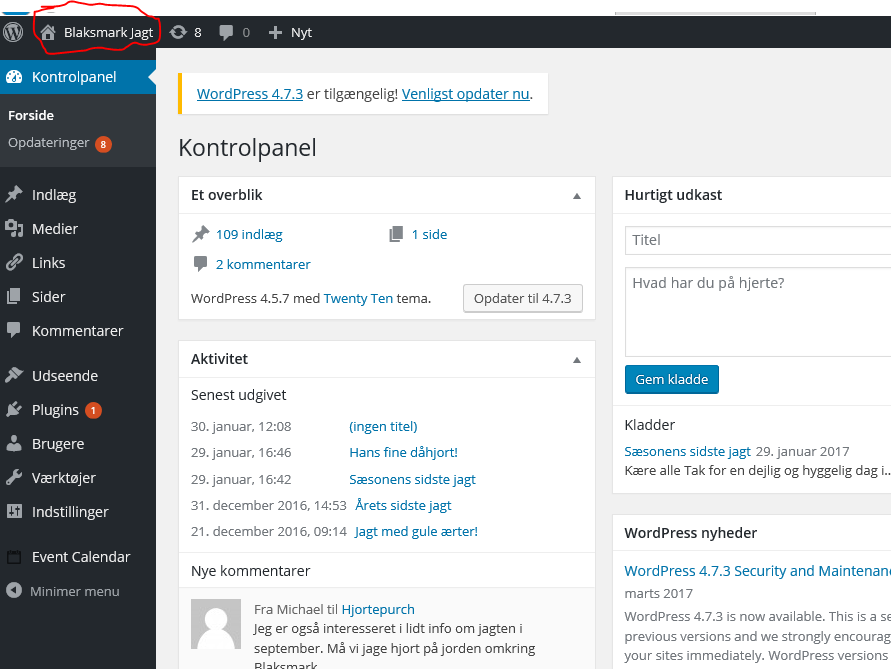 Blaksmark Jagt 8 0 Nyt
Kontrolpanel
Forside
Opdateringer 8
Indlæg
Medier
Links
Sider
Kommentarer
Udseende
Plugins 1
Brugere
Værktøjer
Indstillinger
Event Calendar
Minimer menu
WordPress 4.7.3 er tilgængelig! Venligst opdater nu.
Kontrolpanel
Et overblik
109 indlæg
1 side
2 kommentarer
WordPress 4.5.7 med Twenty Ten tema.
Opdater til 4.7.3
Aktivitet
Senest udgivet
30. januar, 12:08 (ingen titel)
29. januar, 16:46 Hans fine dåhjort!
29. januar, 16:42 Sæsonens sidste jagt
31. december 2016, 14:53 Årets sidste jagt
21. december 2016, 09:14 Jagt med gule ærter!
Nye kommentarer
Fra Michael til Hjortepurch
Jeg er også interesseret i lidt info om jagten i
september. Må vi jage hjort på jorden omkring
Blaksmark
Hurtigt udkast
Titel
Hvad har du på hjerte?
Gem kladde
Kladder
Sæsonens sidste jagt 29. januar 2017
Kære alle Tak for en dejlig og hyggelig dag i...
WordPress nyheder
WordPress 4.7.3 Security and Maintenan
marts 2017
WordPress 4.7.3 is now available. This is a se
previous versions and we strongly encourag
your sites immediately. WordPress versions